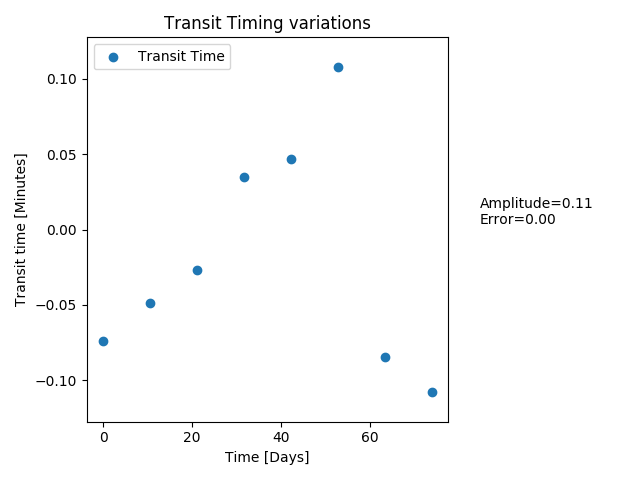 Transit Timing variations
Transit Time
0.10
0.05
0.00
−0.05
−0.10
Transit time [Minutes]
0
20
40
60
Time [Days]
Amplitude=0.11
Error=0.00